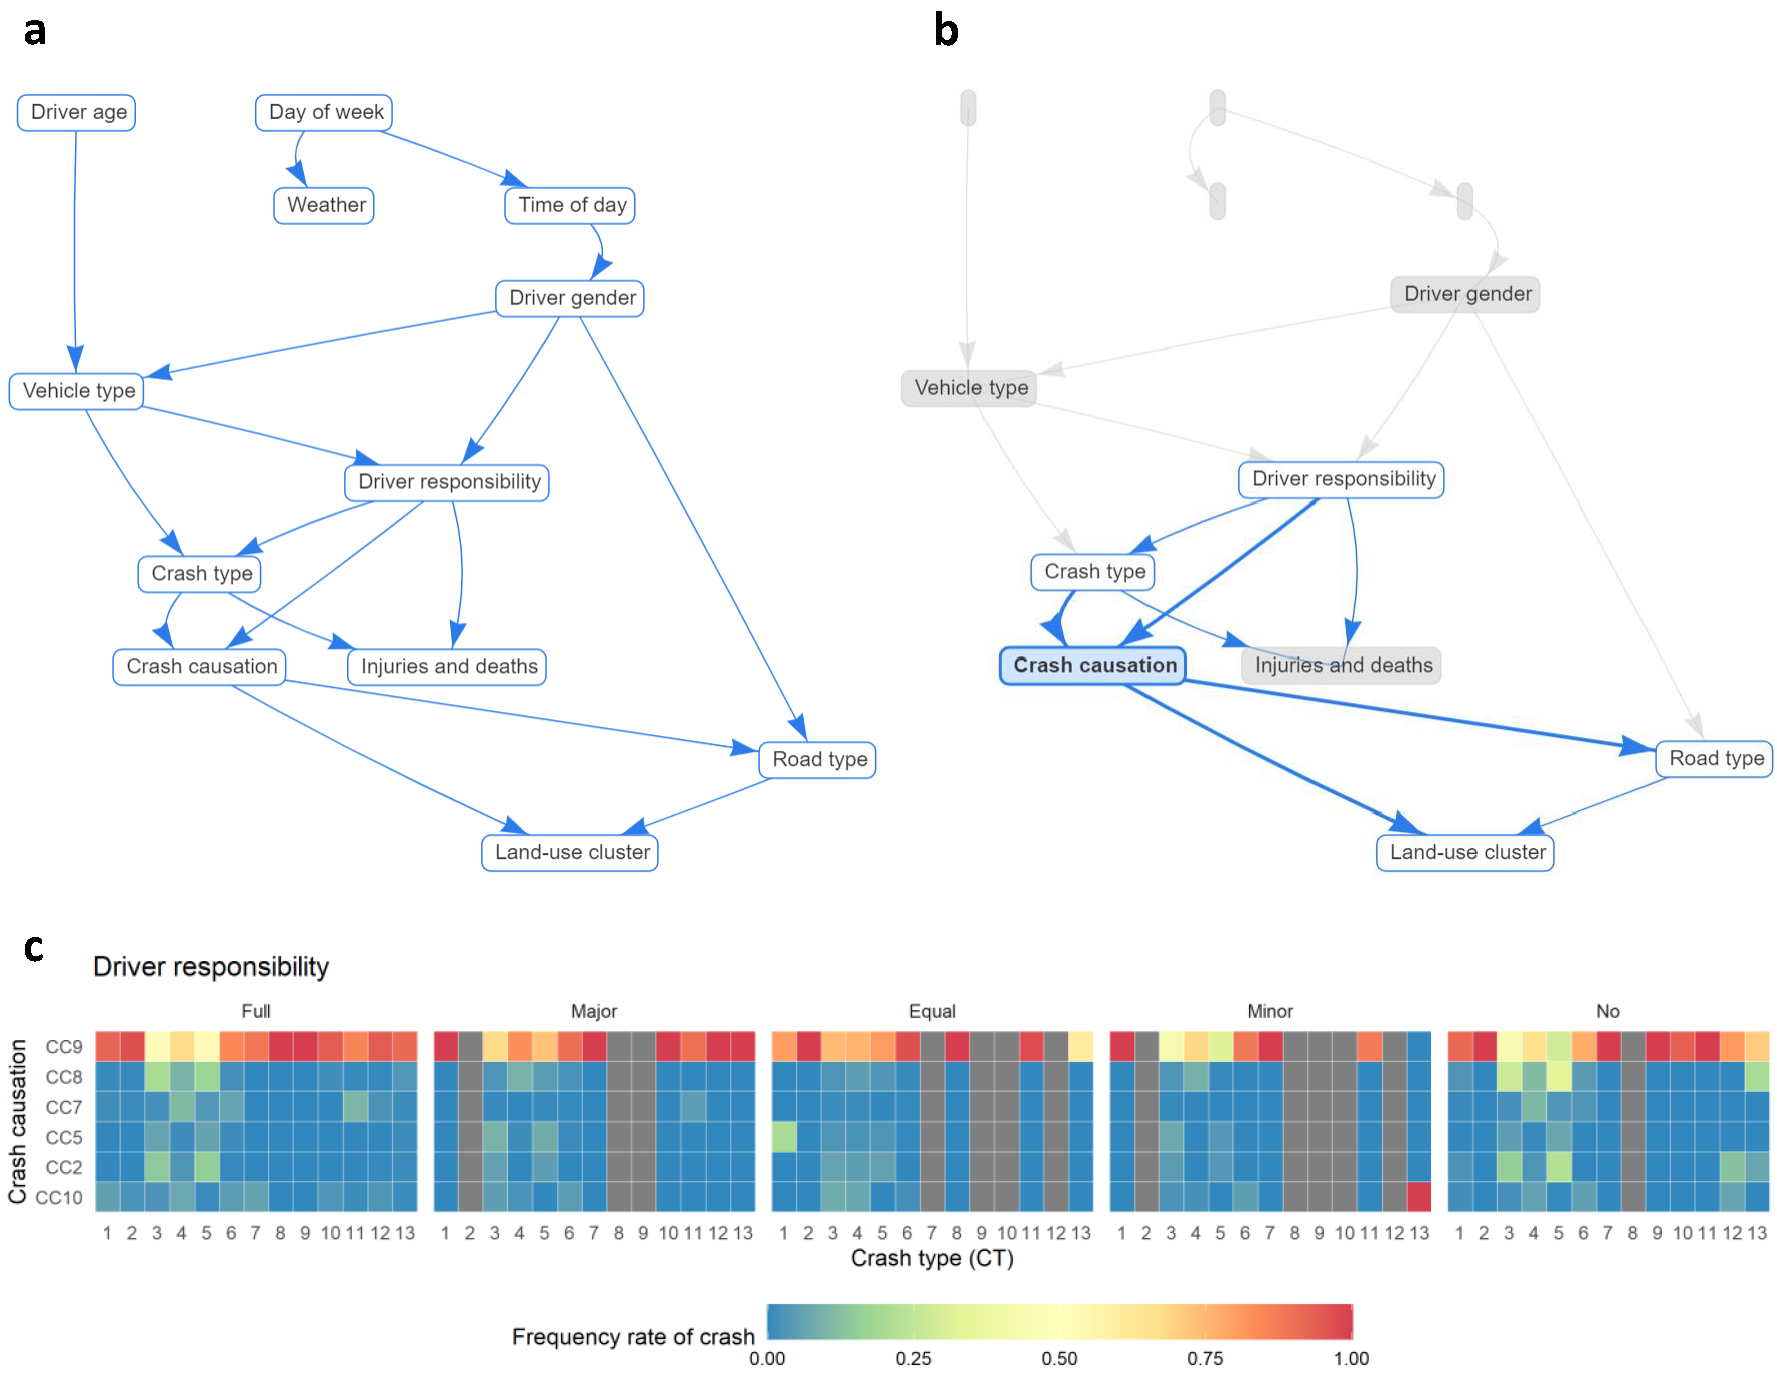 a
b
Driver age
Day of week
Weather
Time of day
Driver gender
Vehicle type
Driver responsibility
Crash type
Crash causation
Injuries and deaths
Road type
Land-use cluster
Driver gender
Vehicle type
Driver responsibility
Crash type
Crash causation
Injuries and deaths
Road type
Land-use cluster
c
Driver responsibility
Full Major Equal Minor No
Crash causation
CC9
CC8
CC7
CC5
CC2
CC10
1 2 3 4 5 6 7 8 9 10 11 12 13 1 2 3 4 5 6 7 8 9 10 11 12 13 1 2 3 4 5 6 7 8 9 10 11 12 13 1 2 3 4 5 6 7 8 9 10 11 12 13 1 2 3 4 5 6 7 8 9 10 11 12 13
Crash type (CT)
Frequency rate of crash
0.00 0.25 0.50 0.75 1.00